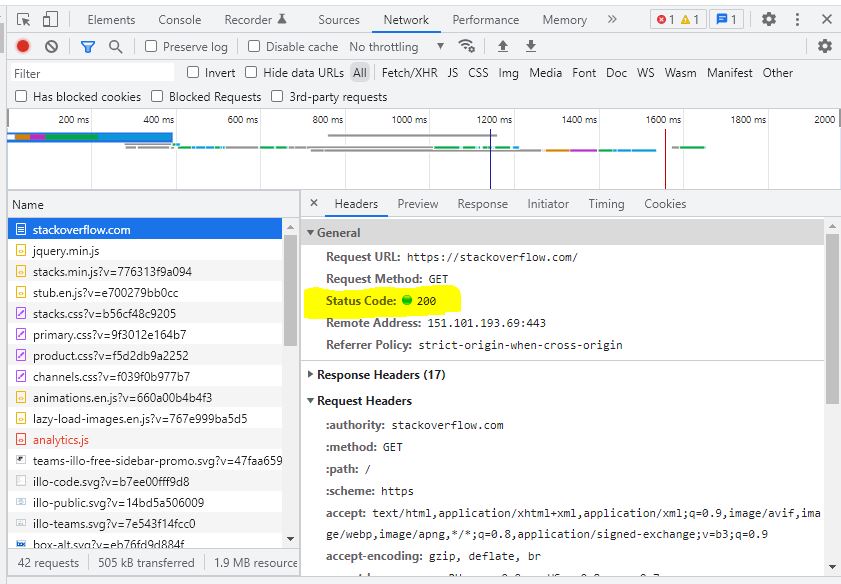 Elements Console Recorder Sources Network Performance Memory » 1 1 1
Preserve log Disable cache No throttling
Filter Invert Hide data URLs All Fetch/XHR JS CSS Img Media Font Doc WS Wasm Manifest Other
Has blocked cookies Blocked Requests 3rd-party requests
200 ms 400 ms 600 ms 800 ms 1000 ms 1200 ms 1400 ms 1600 ms 1800 ms 2000
Name
stackoverflow.com
jquery.min.js
stacks.min.js?v=776313f9a094
stub.en.js?v=e700279bb0cc
stacks.css?v=b56cf48c9205
primary.css?v=9f3012e164b7
product.css?v=f5d2db9a2252
channels.css?v=f039f0b977b7
animations.en.js?v=660a00b4b4f3
lazy-load-images.en.js?v=767e999ba5d5
analytics.js
teams-illo-free-sidebar-promo.svg?v=47faa659
illo-code.svg?v=b7ee00fff9d8
illo-public.svg?v=14bd5a506009
illo-teams.svg?v=7e543f14fcc0
box-alt.svg?v=eb76fd9d884f
42 requests 505 kB transferred 1.9 MB resource
× Headers Preview Response Initiator Timing Cookies
General
Request URL: https://stackoverflow.com/
Request Method: GET
Status Code: 200
Remote Address: 151.101.193.69:443
Referrer Policy: strict-origin-when-cross-origin
Response Headers (17)
Request Headers
:authority: stackoverflow.com
:method: GET
:path: /
:scheme: https
accept: text/html,application/xhtml+xml,application/xml;q=0.9,image/avif,ima
ge/webp,image/apng,*/*;q=0.8,application/signed-exchange;v=b3;q=0.9
accept-encoding: gzip, deflate, br